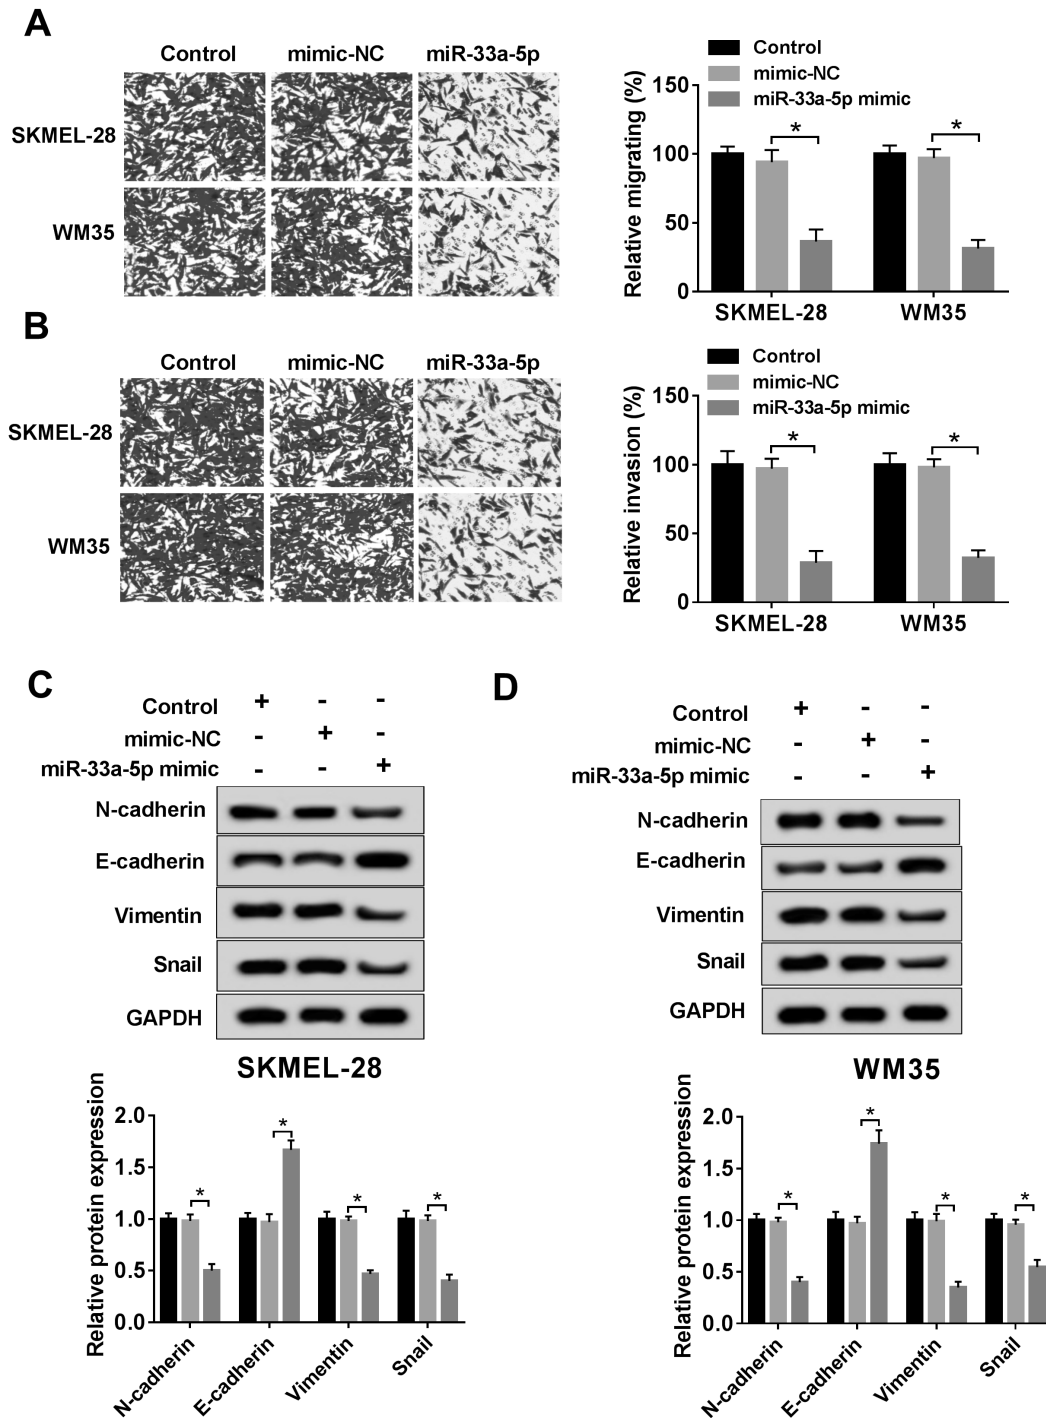 A
Control mimic-NC miR-33a-5p
SKMEL-28
WM35
Control
mimic-NC
miR-33a-5p mimic
Relative migrating (%)
150
100
50
0
* *
SKMEL-28 WM35
B
Control mimic-NC miR-33a-5p
SKMEL-28
WM35
Control
mimic-NC
miR-33a-5p mimic
Relative invasion (%)
150
100
50
0
* *
SKMEL-28 WM35
C
Control + - -
mimic-NC - + -
miR-33a-5p mimic - - +
N-cadherin
E-cadherin
Vimentin
Snail
GAPDH
SKMEL-28
Relative protein expression
2.0
1.5
1.0
0.5
0.0
* * * *
N-cadherin E-cadherin Vimentin Snail
D
Control + - -
mimic-NC - + -
miR-33a-5p mimic - - +
N-cadherin
E-cadherin
Vimentin
Snail
GAPDH
WM35
Relative protein expression
2.0
1.5
1.0
0.5
0.0
* * * *
N-cadherin E-cadherin Vimentin Snail